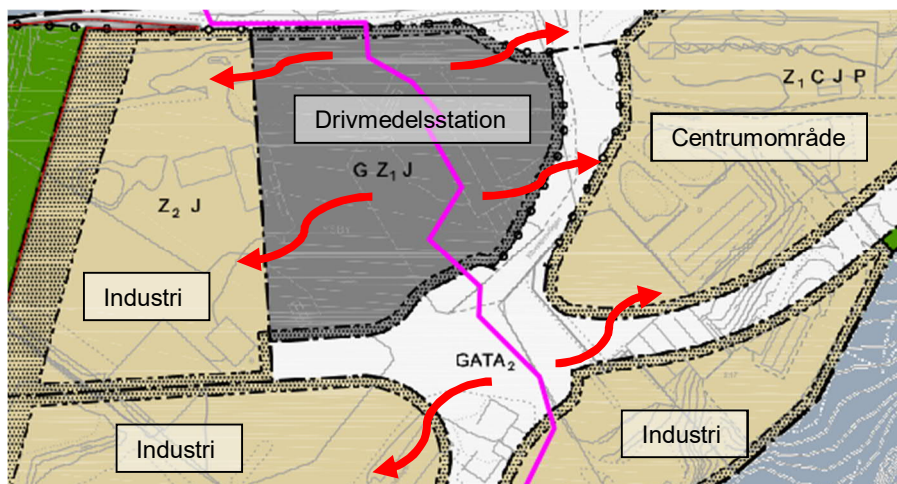 Z₁ C J P
Drivmedelsstation
Centrumområde
G Z₁ J
Z₂ J
Industri
GATA₂
Industri
Industri